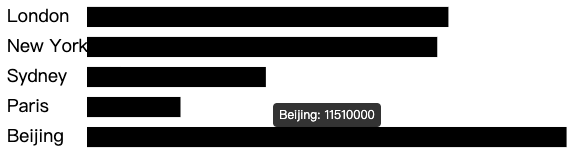 London
New York
Sydney
Paris
Beijing: 11510000
Beijing